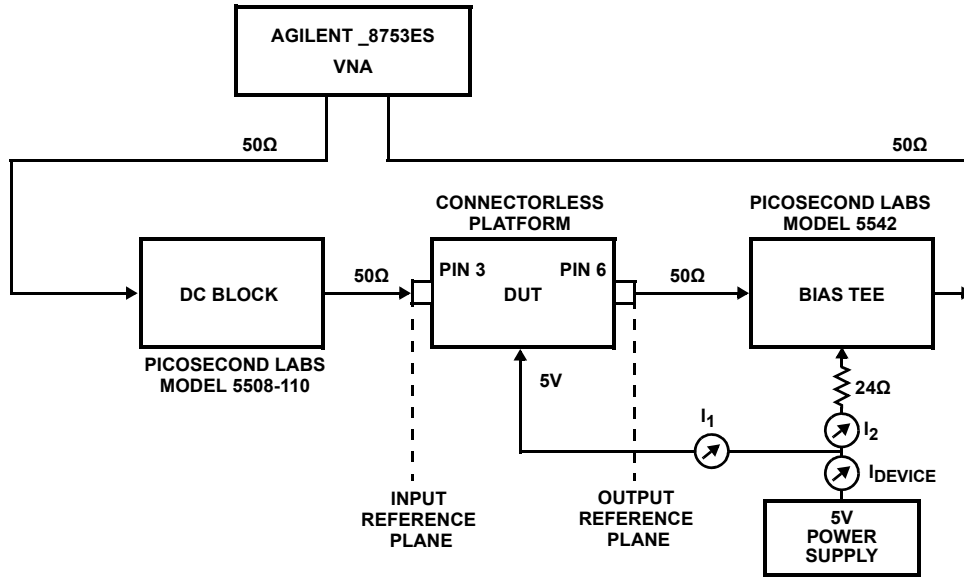 AGILENT _8753ES
VNA
50Ω
50Ω
CONNECTORLESS
PLATFORM
PICOSECOND LABS
MODEL 5542
DC BLOCK
50Ω
PIN 3
DUT
PIN 6
50Ω
BIAS TEE
PICOSECOND LABS
MODEL 5508-110
5V
24Ω
I1
I2
IDEVICE
INPUT
REFERENCE
PLANE
OUTPUT
REFERENCE
PLANE
5V
POWER
SUPPLY